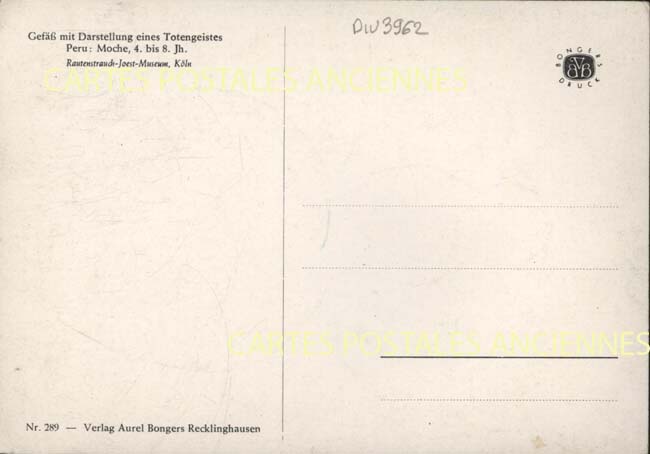 Gefäß mit Darstellung eines Totengeistes
Peru: Moche, 4. bis 8. Jh.
Rautenstrauch-Joest-Museum, Köln
DIV3962
BONGERS
DRUCK
CARTES POSTALES ANCIENNES
CARTES POSTALES ANCIENNES
Nr. 289 — Verlag Aurel Bongers Recklinghausen